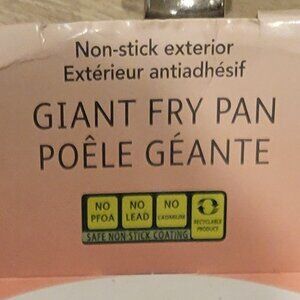 Non-stick exterior
Extérieur antiadhésif
GIANT FRY PAN
POÊLE GÉANTE
NO PFOA
NO LEAD
NO CADMIUM
RECYCLABLE PRODUCT
SAFE NON STICK COATING